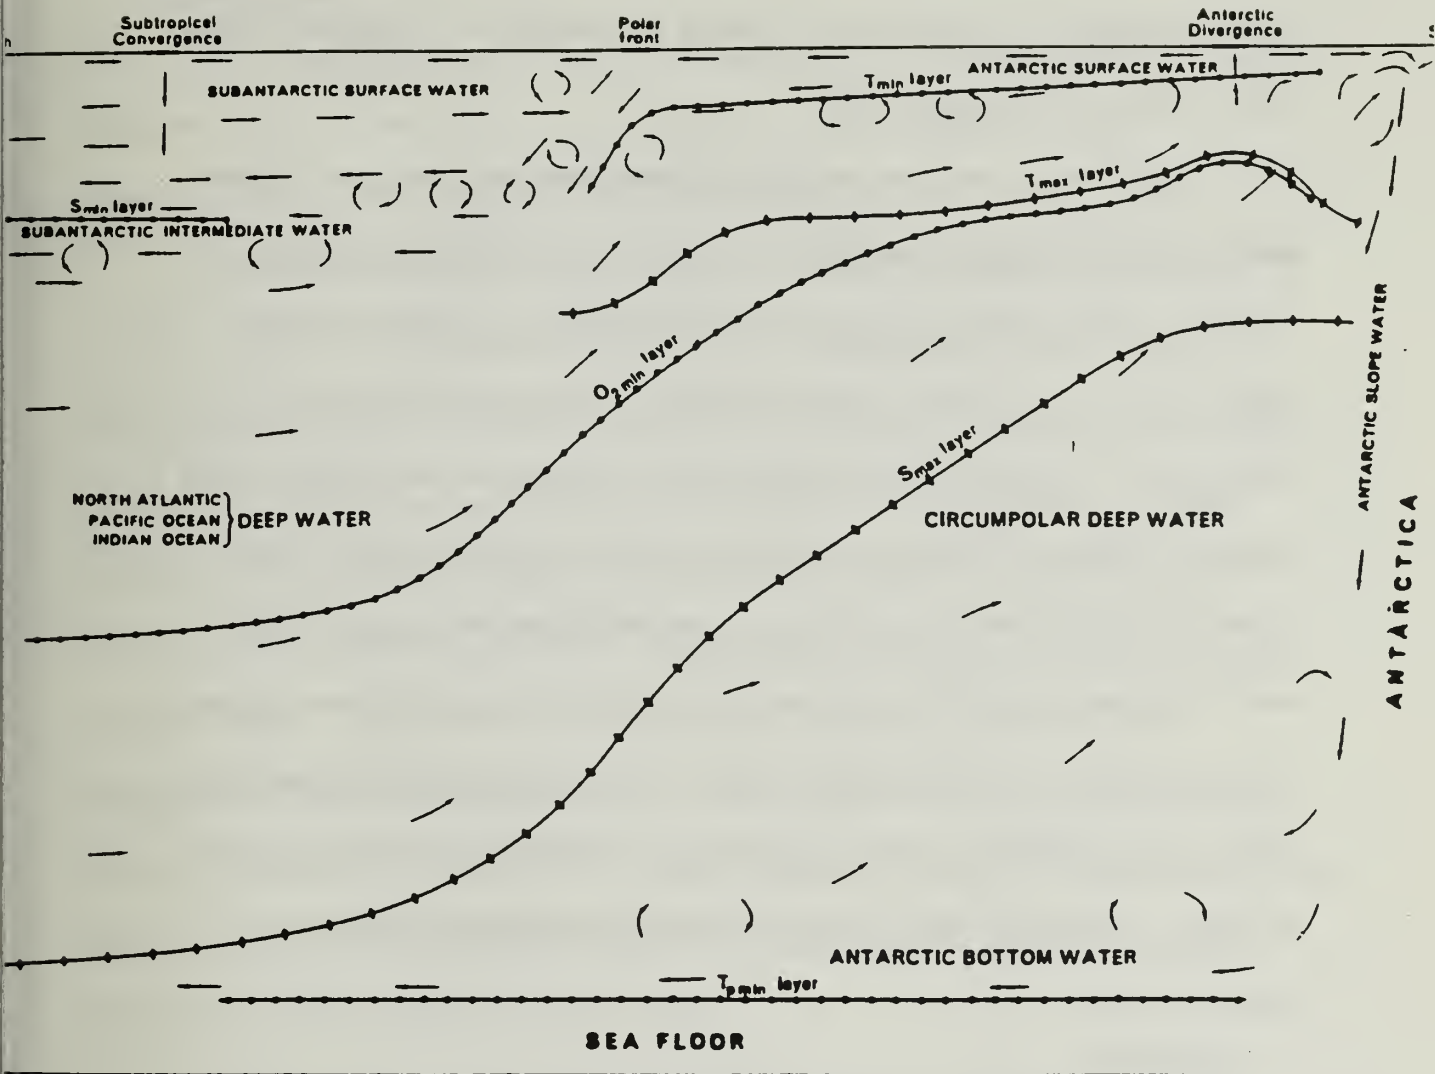 Subtropical
Convergence
Polar
front
Antarctic
Divergence
n
S
SUBANTARCTIC SURFACE WATER
Tmin layer
ANTARCTIC SURFACE WATER
Tmax layer
Smin layer
SUBANTARCTIC INTERMEDIATE WATER
O2 min layer
ANTARCTIC SLOPE WATER
Smax layer
NORTH ATLANTIC
PACIFIC OCEAN
INDIAN OCEAN
DEEP WATER
CIRCUMPOLAR DEEP WATER
ANTARCTICA
ANTARCTIC BOTTOM WATER
Tpmin layer
SEA FLOOR